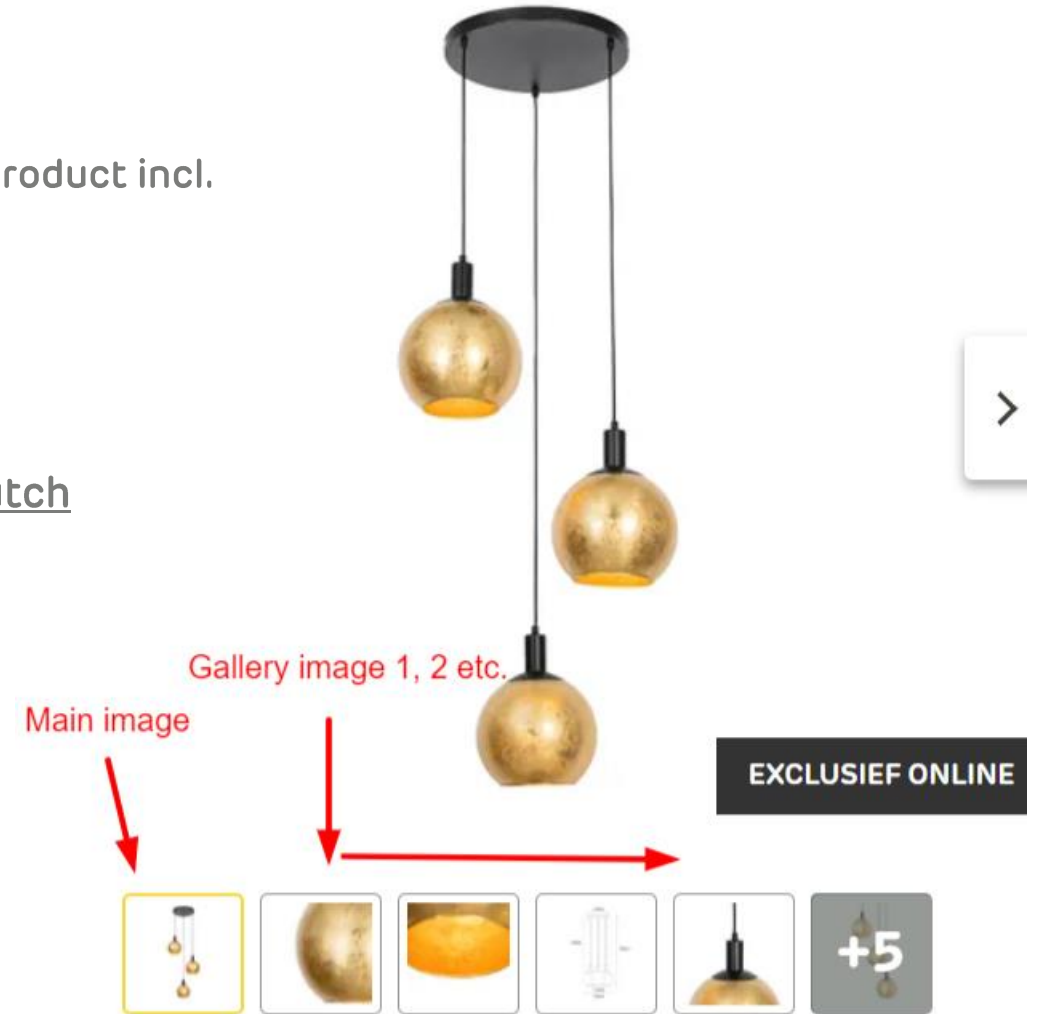 roduct incl.
tch
Gallery image 1, 2 etc.
Main image
EXCLUSIEF ONLINE
+5